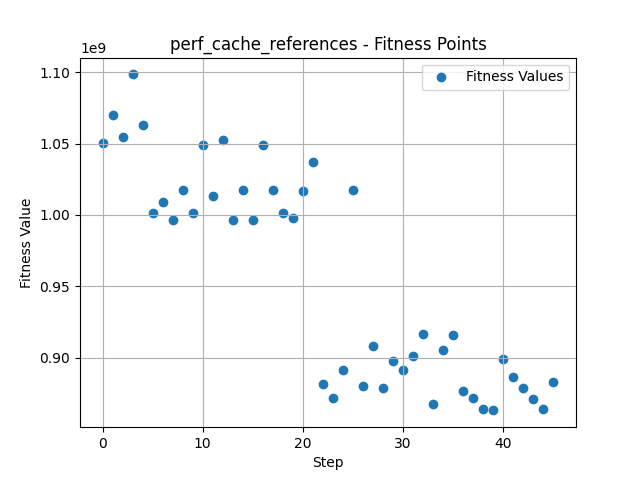 perf_cache_references - Fitness Points
1e9
Fitness Values
1.10
1.05
1.00
0.95
0.90
Fitness Value
0
10
20
30
40
Step